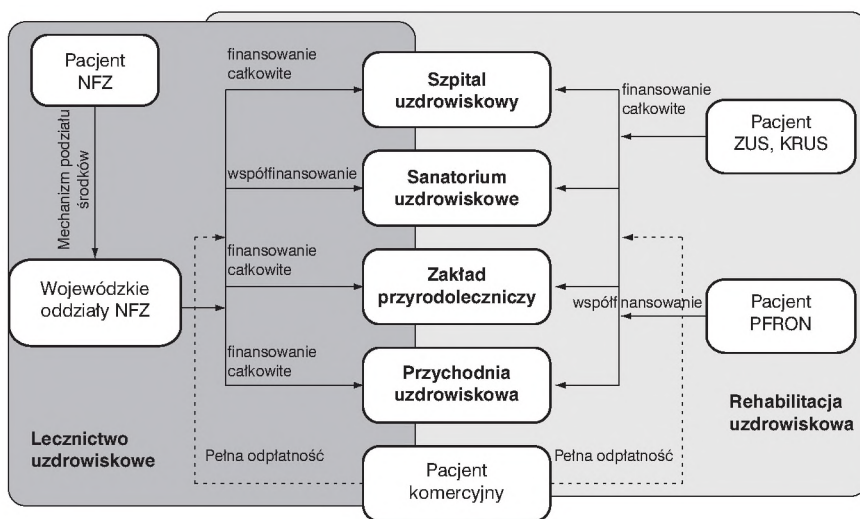 Pacjent
NFZ
Mechanizm podziału
środków
Wojewódzkie
oddziały NFZ
finansowanie
całkowite
współfinansowanie
finansowanie
całkowite
finansowanie
całkowite
Szpital
uzdrowiskowy
Sanatorium
uzdrowiskowe
Zakład
przyrodoleczniczy
Przychodnia
uzdrowiskowa
Pacjent
komercyjny
finansowanie
całkowite
Pacjent
ZUS, KRUS
współfinansowanie
Pacjent
PFRON
Lecznictwo
uzdrowiskowe
Pełna odpłatność
Pełna odpłatność
Rehabilitacja
uzdrowiskowa